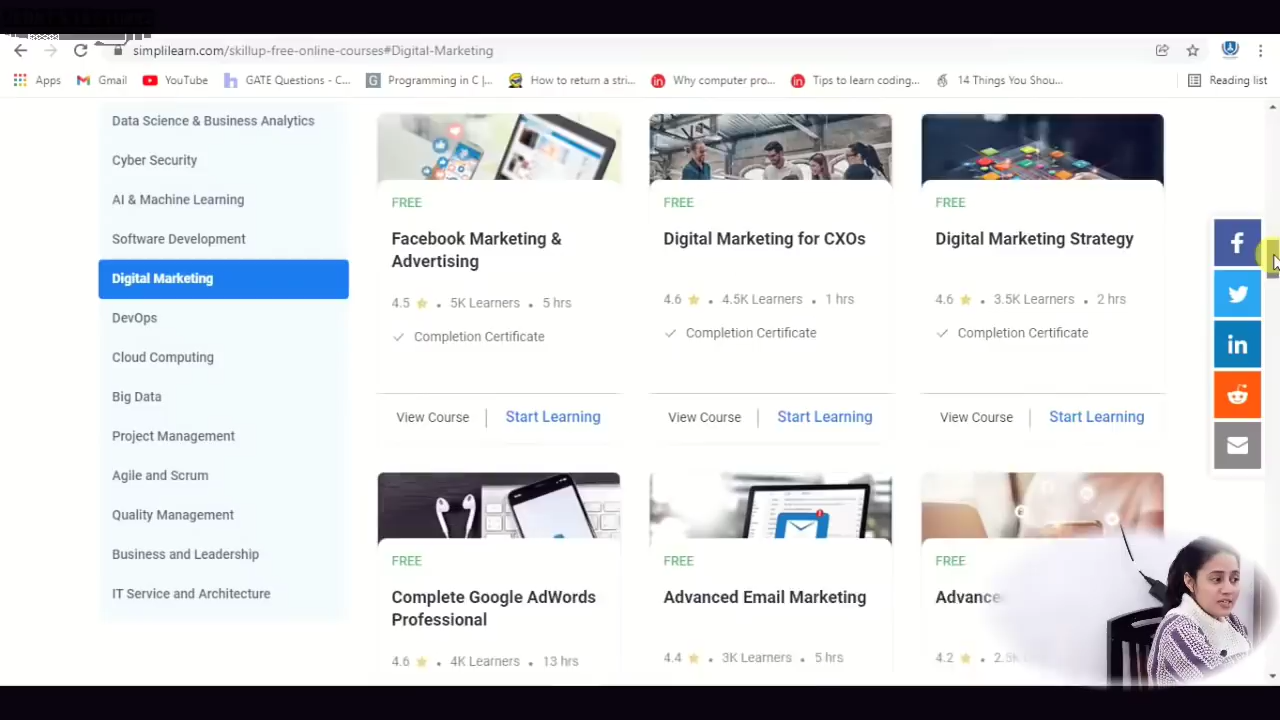 simplilearn.com/skillup-free-online-courses#Digital-Marketing
Apps Gmail YouTube GATE Questions - C... Programming in C |... How to return a stri... Why computer pro... Tips to learn coding... 14 Things You Shou... Reading list
Data Science & Business Analytics
Cyber Security
AI & Machine Learning
Software Development
Digital Marketing
DevOps
Cloud Computing
Big Data
Project Management
Agile and Scrum
Quality Management
Business and Leadership
IT Service and Architecture
FREE
Facebook Marketing &
Advertising
4.5 5K Learners 5 hrs
Completion Certificate
View Course | Start Learning
FREE
Digital Marketing for CXOs
4.6 4.5K Learners 1 hrs
Completion Certificate
View Course | Start Learning
FREE
Digital Marketing Strategy
4.6 3.5K Learners 2 hrs
Completion Certificate
View Course | Start Learning
FREE
Complete Google AdWords
Professional
4.6 4K Learners 13 hrs
FREE
Advanced Email Marketing
4.4 3K Learners 5 hrs
FREE
Advance
4.2 2.5K